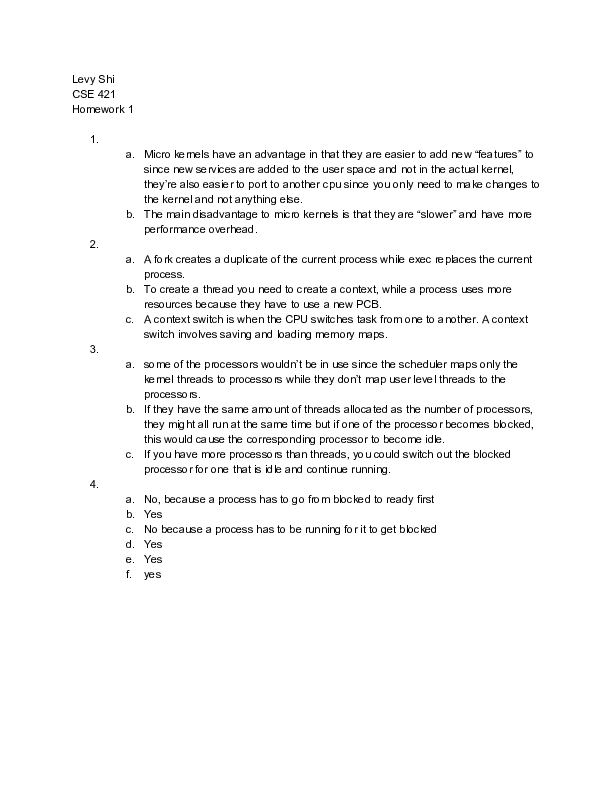 Levy Shi
CSE 421
Homework 1
1.
a. Micro kernels have an advantage in that they are easier to add new “features” to
since new services are added to the user space and not in the actual kernel,
they’re also easier to port to another cpu since you only need to make changes to
the kernel and not anything else.
b. The main disadvantage to micro kernels is that they are “slower” and have more
performance overhead.
2.
a. A fork creates a duplicate of the current process while exec replaces the current
process.
b. To create a thread you need to create a context, while a process uses more
resources because they have to use a new PCB.
c. A context switch is when the CPU switches task from one to another. A context
switch involves saving and loading memory maps.
3.
a. some of the processors wouldn’t be in use since the scheduler maps only the
kernel threads to processors while they don’t map user level threads to the
processors.
b. If they have the same amount of threads allocated as the number of processors,
they might all run at the same time but if one of the processor becomes blocked,
this would cause the corresponding processor to become idle.
c. If you have more processors than threads, you could switch out the blocked
processor for one that is idle and continue running.
4.
a. No, because a process has to go from blocked to ready first
b. Yes
c. No because a process has to be running for it to get blocked
d. Yes
e. Yes
f. yes